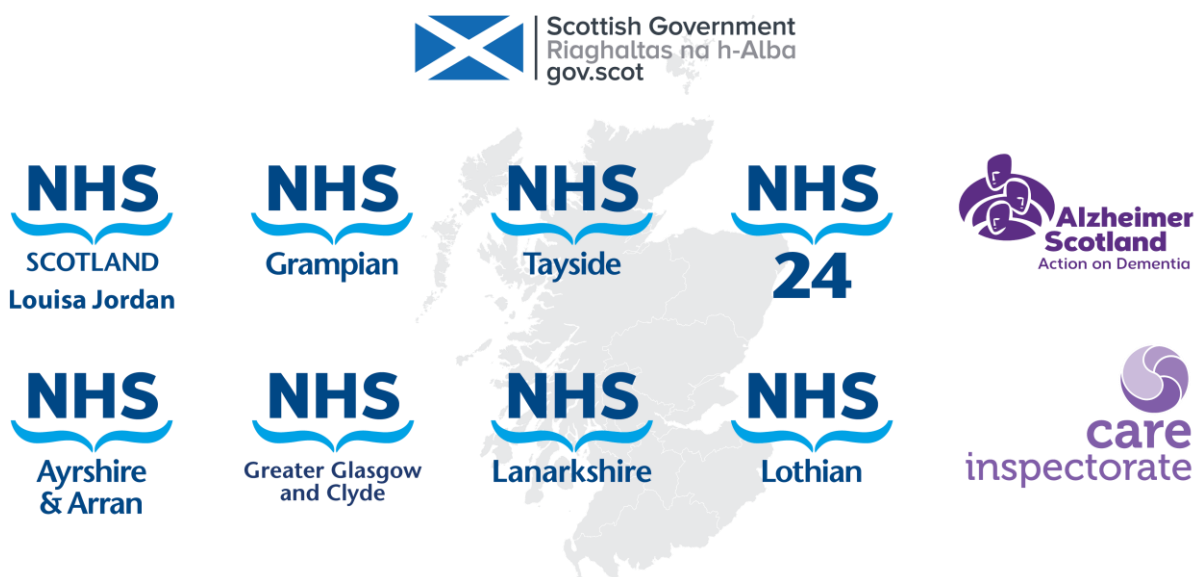 Scottish Government
Riaghaltas na h-Alba
gov.scot
NHS
SCOTLAND
Louisa Jordan
NHS
Grampian
NHS
Tayside
NHS
24
Alzheimer
Scotland
Action on Dementia
NHS
Ayrshire
& Arran
NHS
Greater Glasgow
and Clyde
NHS
Lanarkshire
NHS
Lothian
care
inspectorate